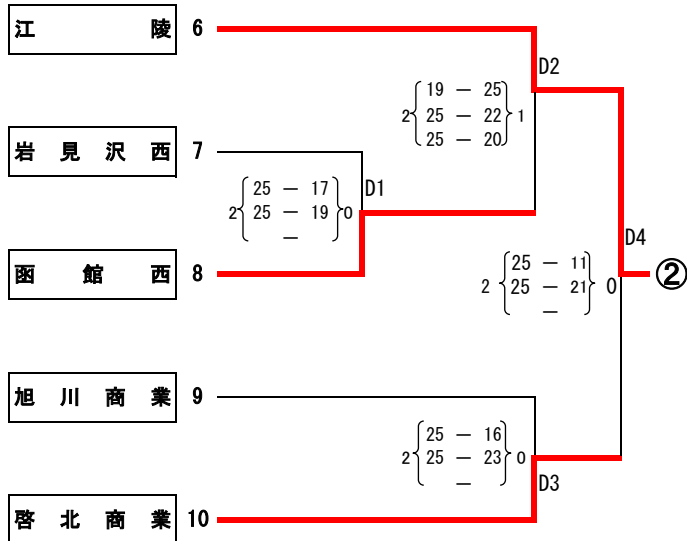 江 陵 6
D2
19 － 25
2 25 － 22 1
25 － 20
岩 見 沢 西 7
25 － 17 D1
2 25 － 19 0
－
D4
函 館 西 8
25 － 11
2 25 － 21 0
－
②
旭 川 商 業 9
25 － 16
2 25 － 23 0
－
D3
啓 北 商 業 10